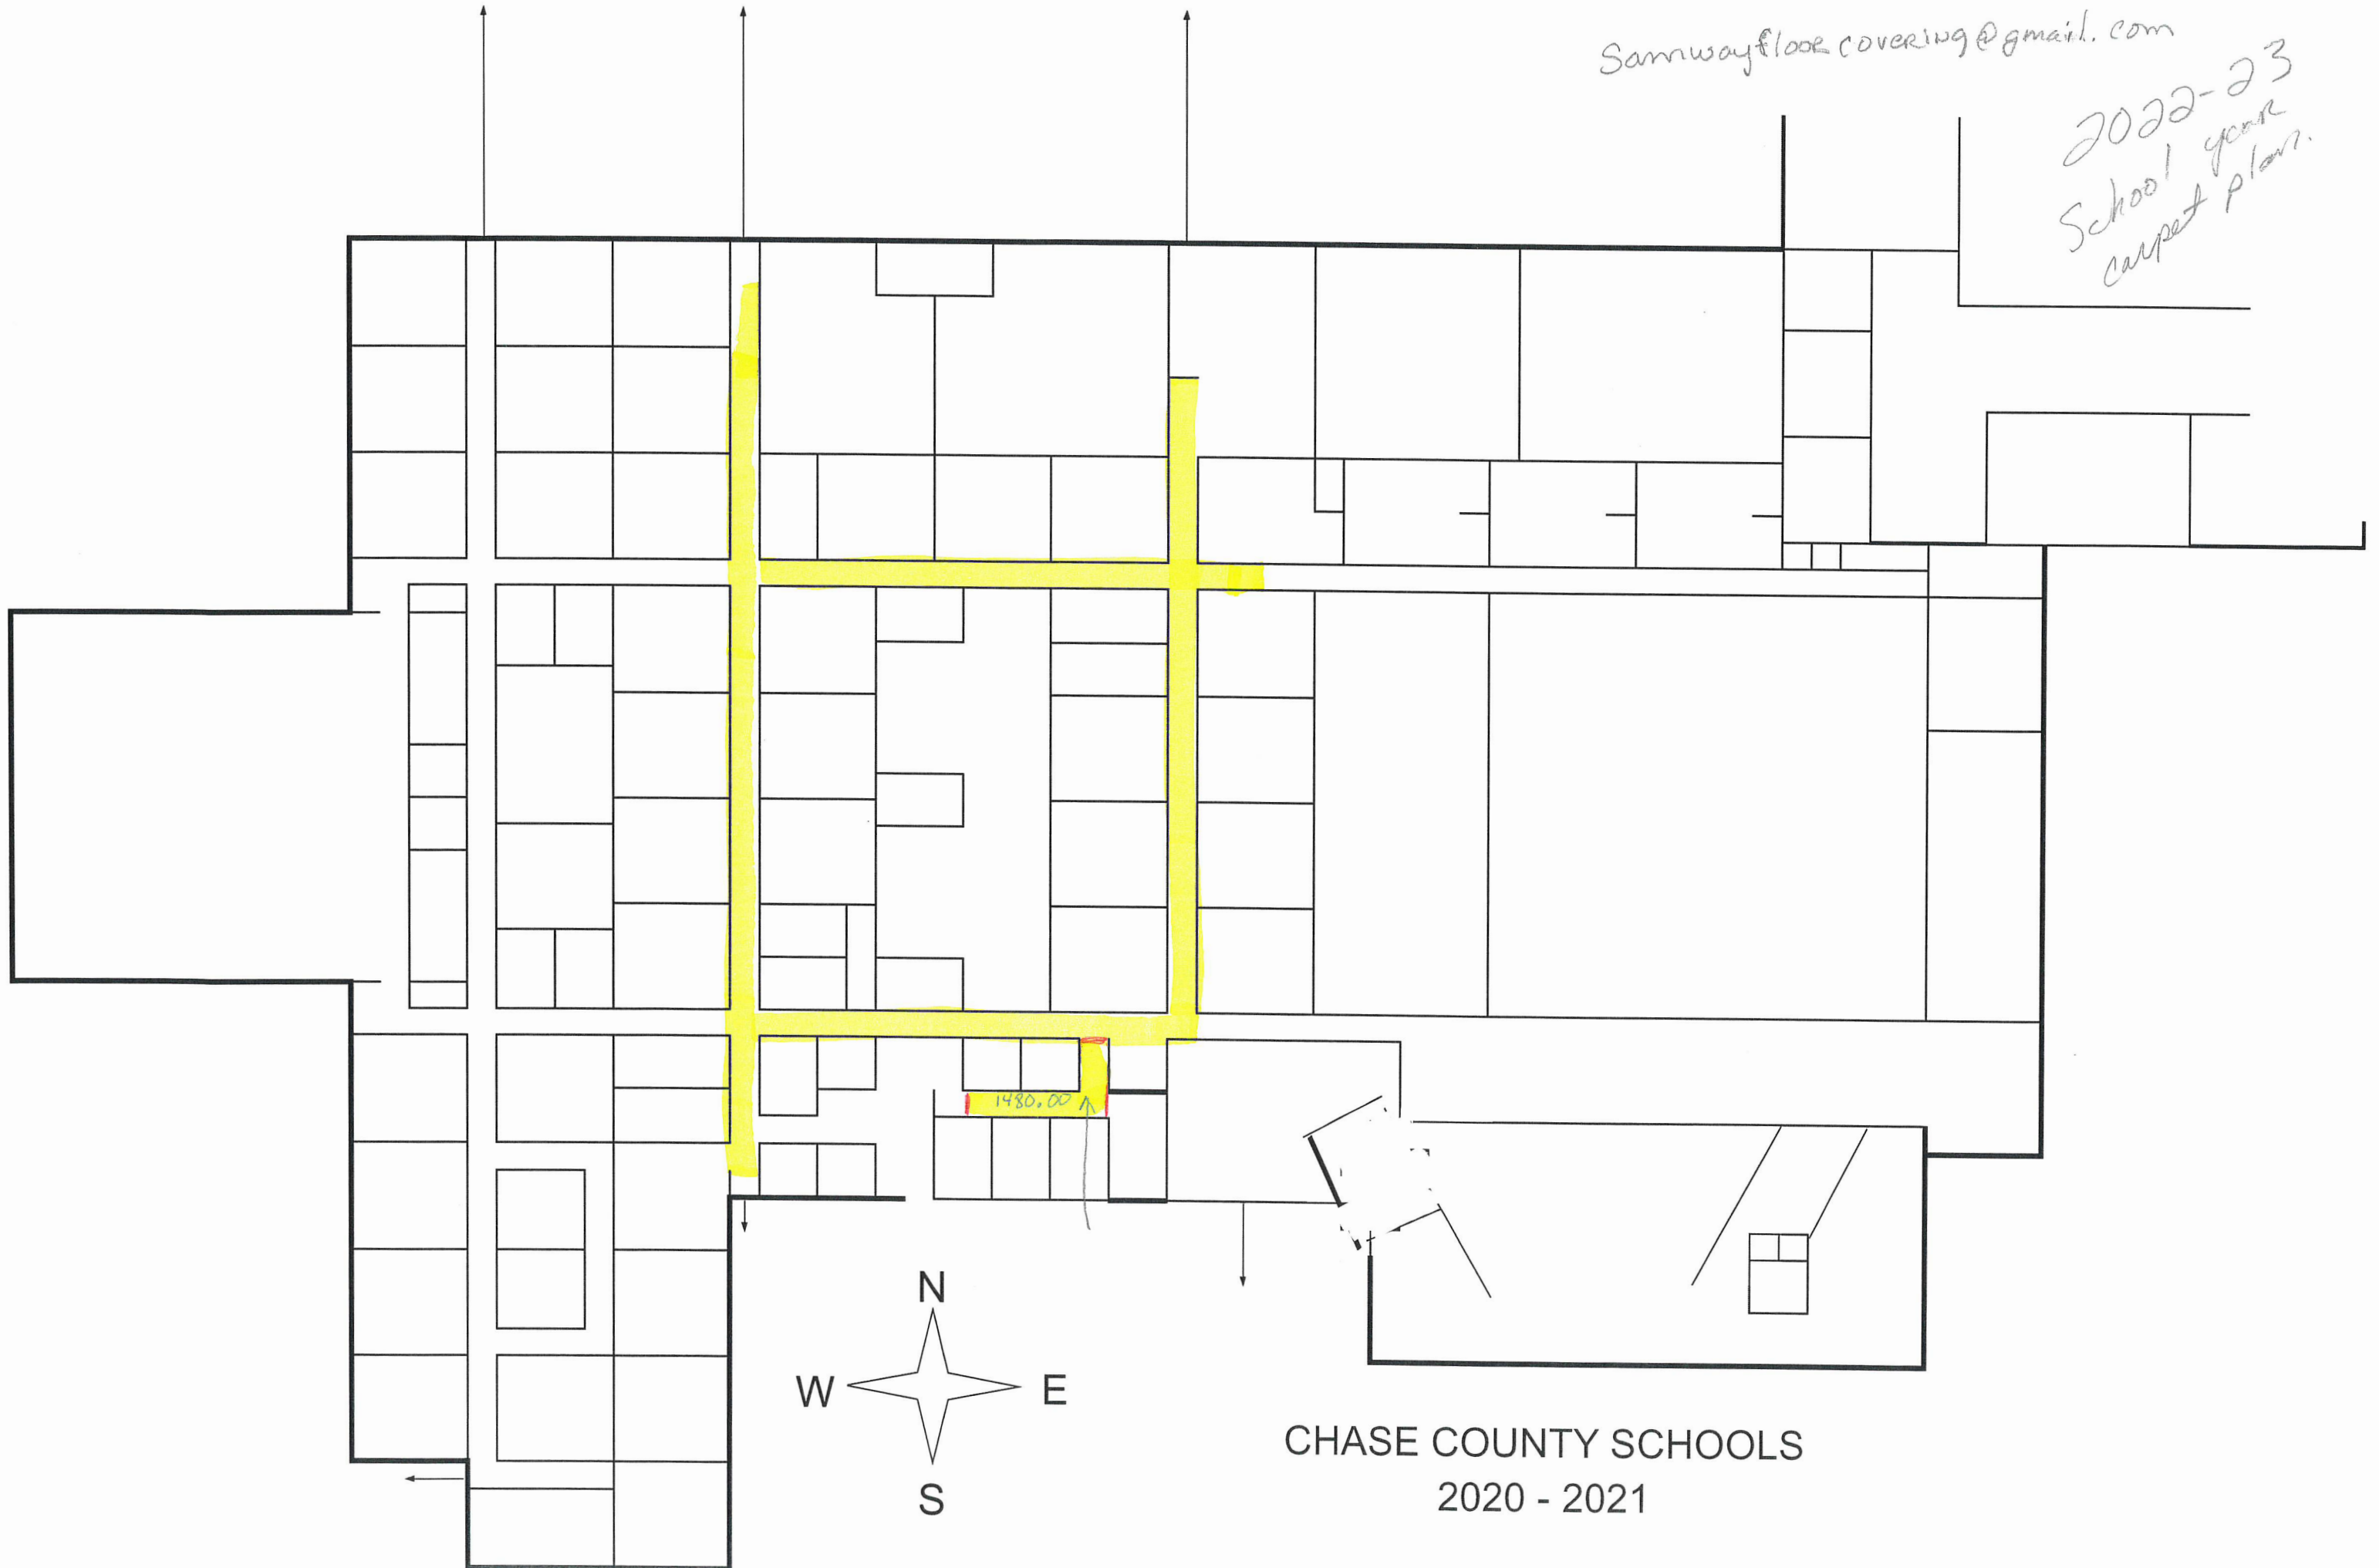 Samwayfloorcovering@gmail.com
2022-23
School year
carpet plan.
1480.00
N
W E
S
CHASE COUNTY SCHOOLS
2020 - 2021